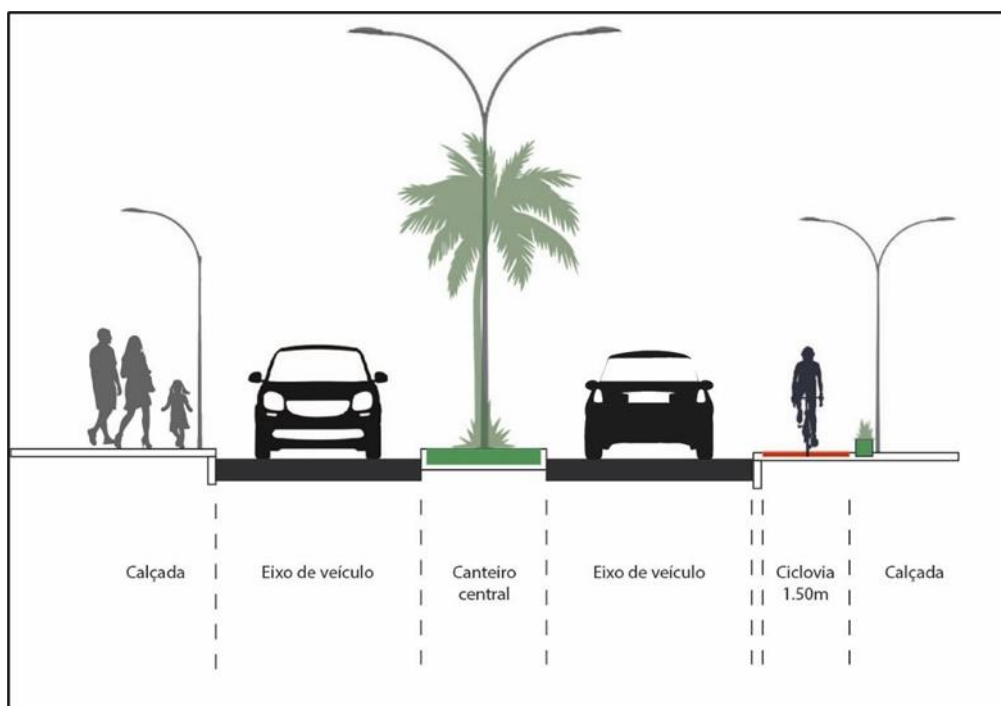 Calçada
Eixo de veículo
Canteiro
central
Eixo de veículo
Ciclovia
1.50m
Calçada